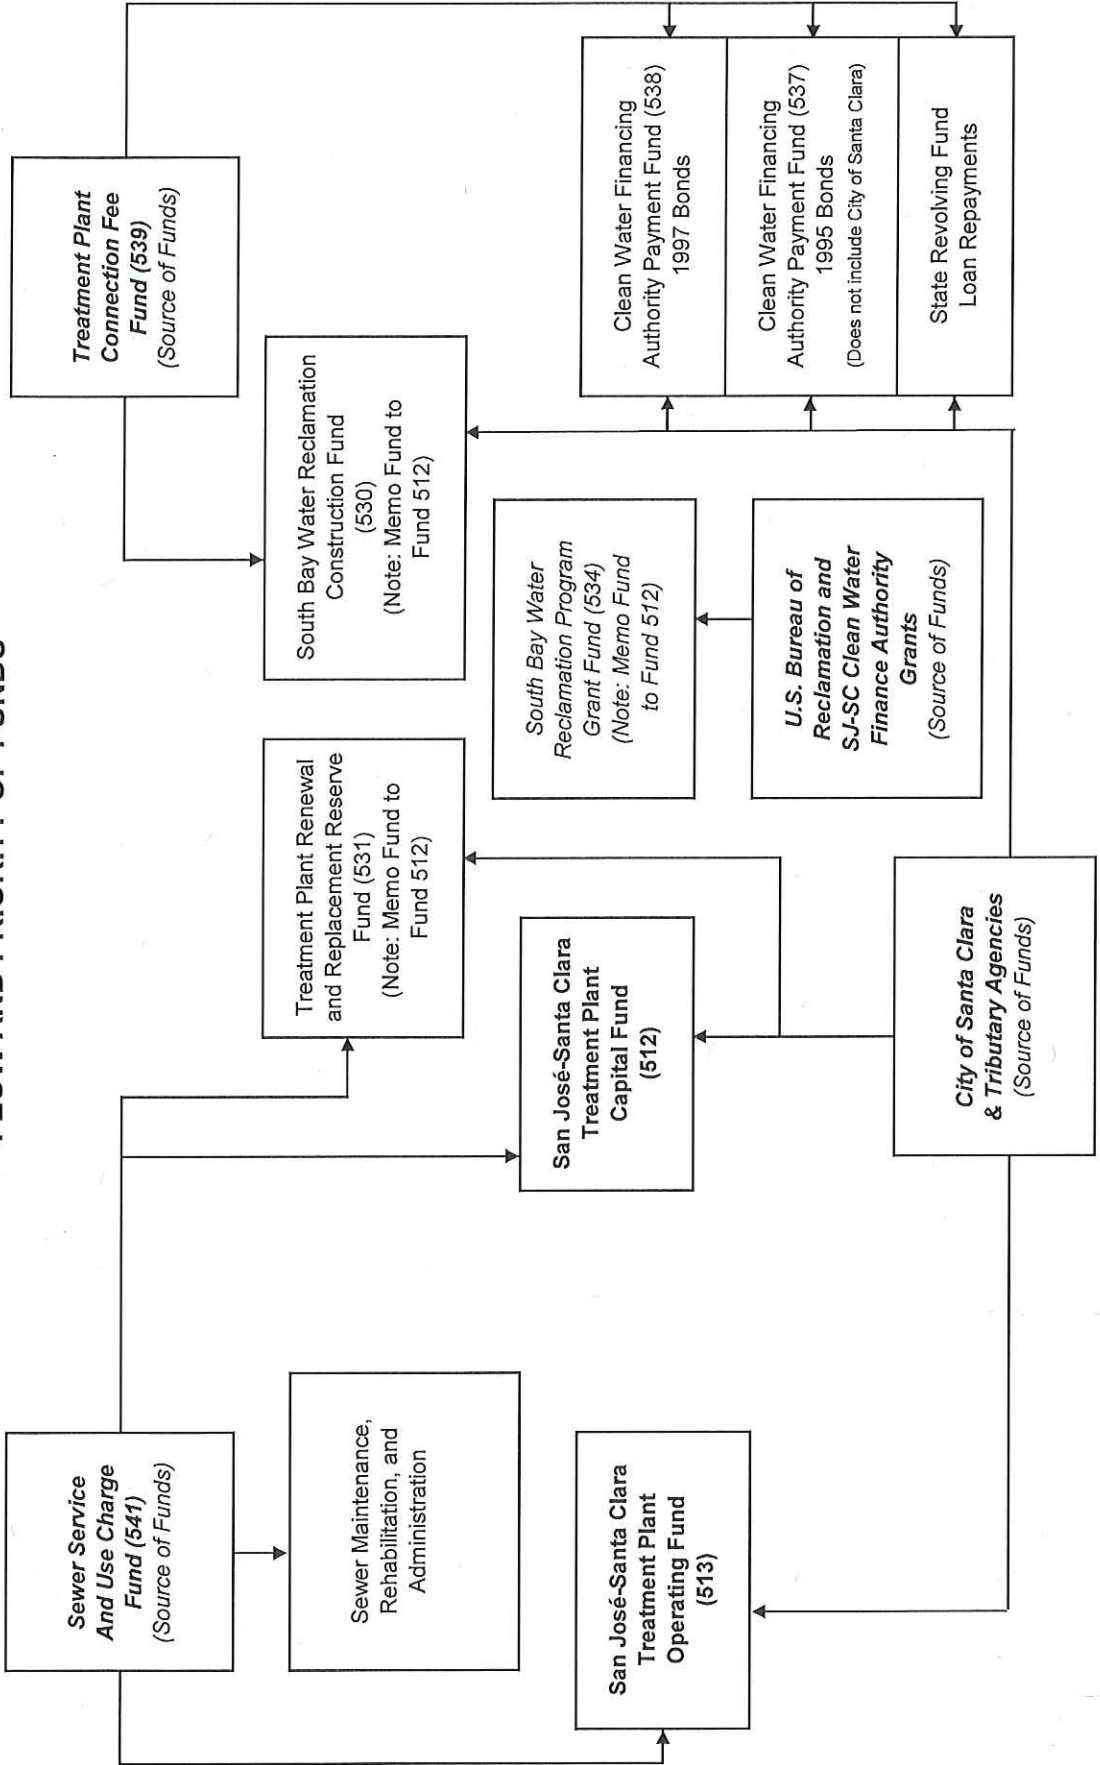 FLOW AND PRIORITY OF FUNDS
Sewer Service
And Use Charge
Fund (541)
(Source of Funds)
Treatment Plant
Connection Fee
Fund (539)
(Source of Funds)
Sewer Maintenance,
Rehabilitation, and
Administration
Treatment Plant Renewal
and Replacement Reserve
Fund (531)
(Note: Memo Fund to
Fund 512)
South Bay Water Reclamation
Construction Fund
(530)
(Note: Memo Fund to
Fund 512)
San José-Santa Clara
Treatment Plant
Operating Fund
(513)
San José-Santa Clara
Treatment Plant
Capital Fund
(512)
South Bay Water
Reclamation Program
Grant Fund (534)
(Note: Memo Fund
to Fund 512)
Clean Water Financing
Authority Payment Fund (538)
1997 Bonds
Clean Water Financing
Authority Payment Fund (537)
1995 Bonds
(Does not include City of Santa Clara)
State Revolving Fund
Loan Repayments
U.S. Bureau of
Reclamation and
SJ-SC Clean Water
Finance Authority
Grants
(Source of Funds)
City of Santa Clara
& Tributary Agencies
(Source of Funds)